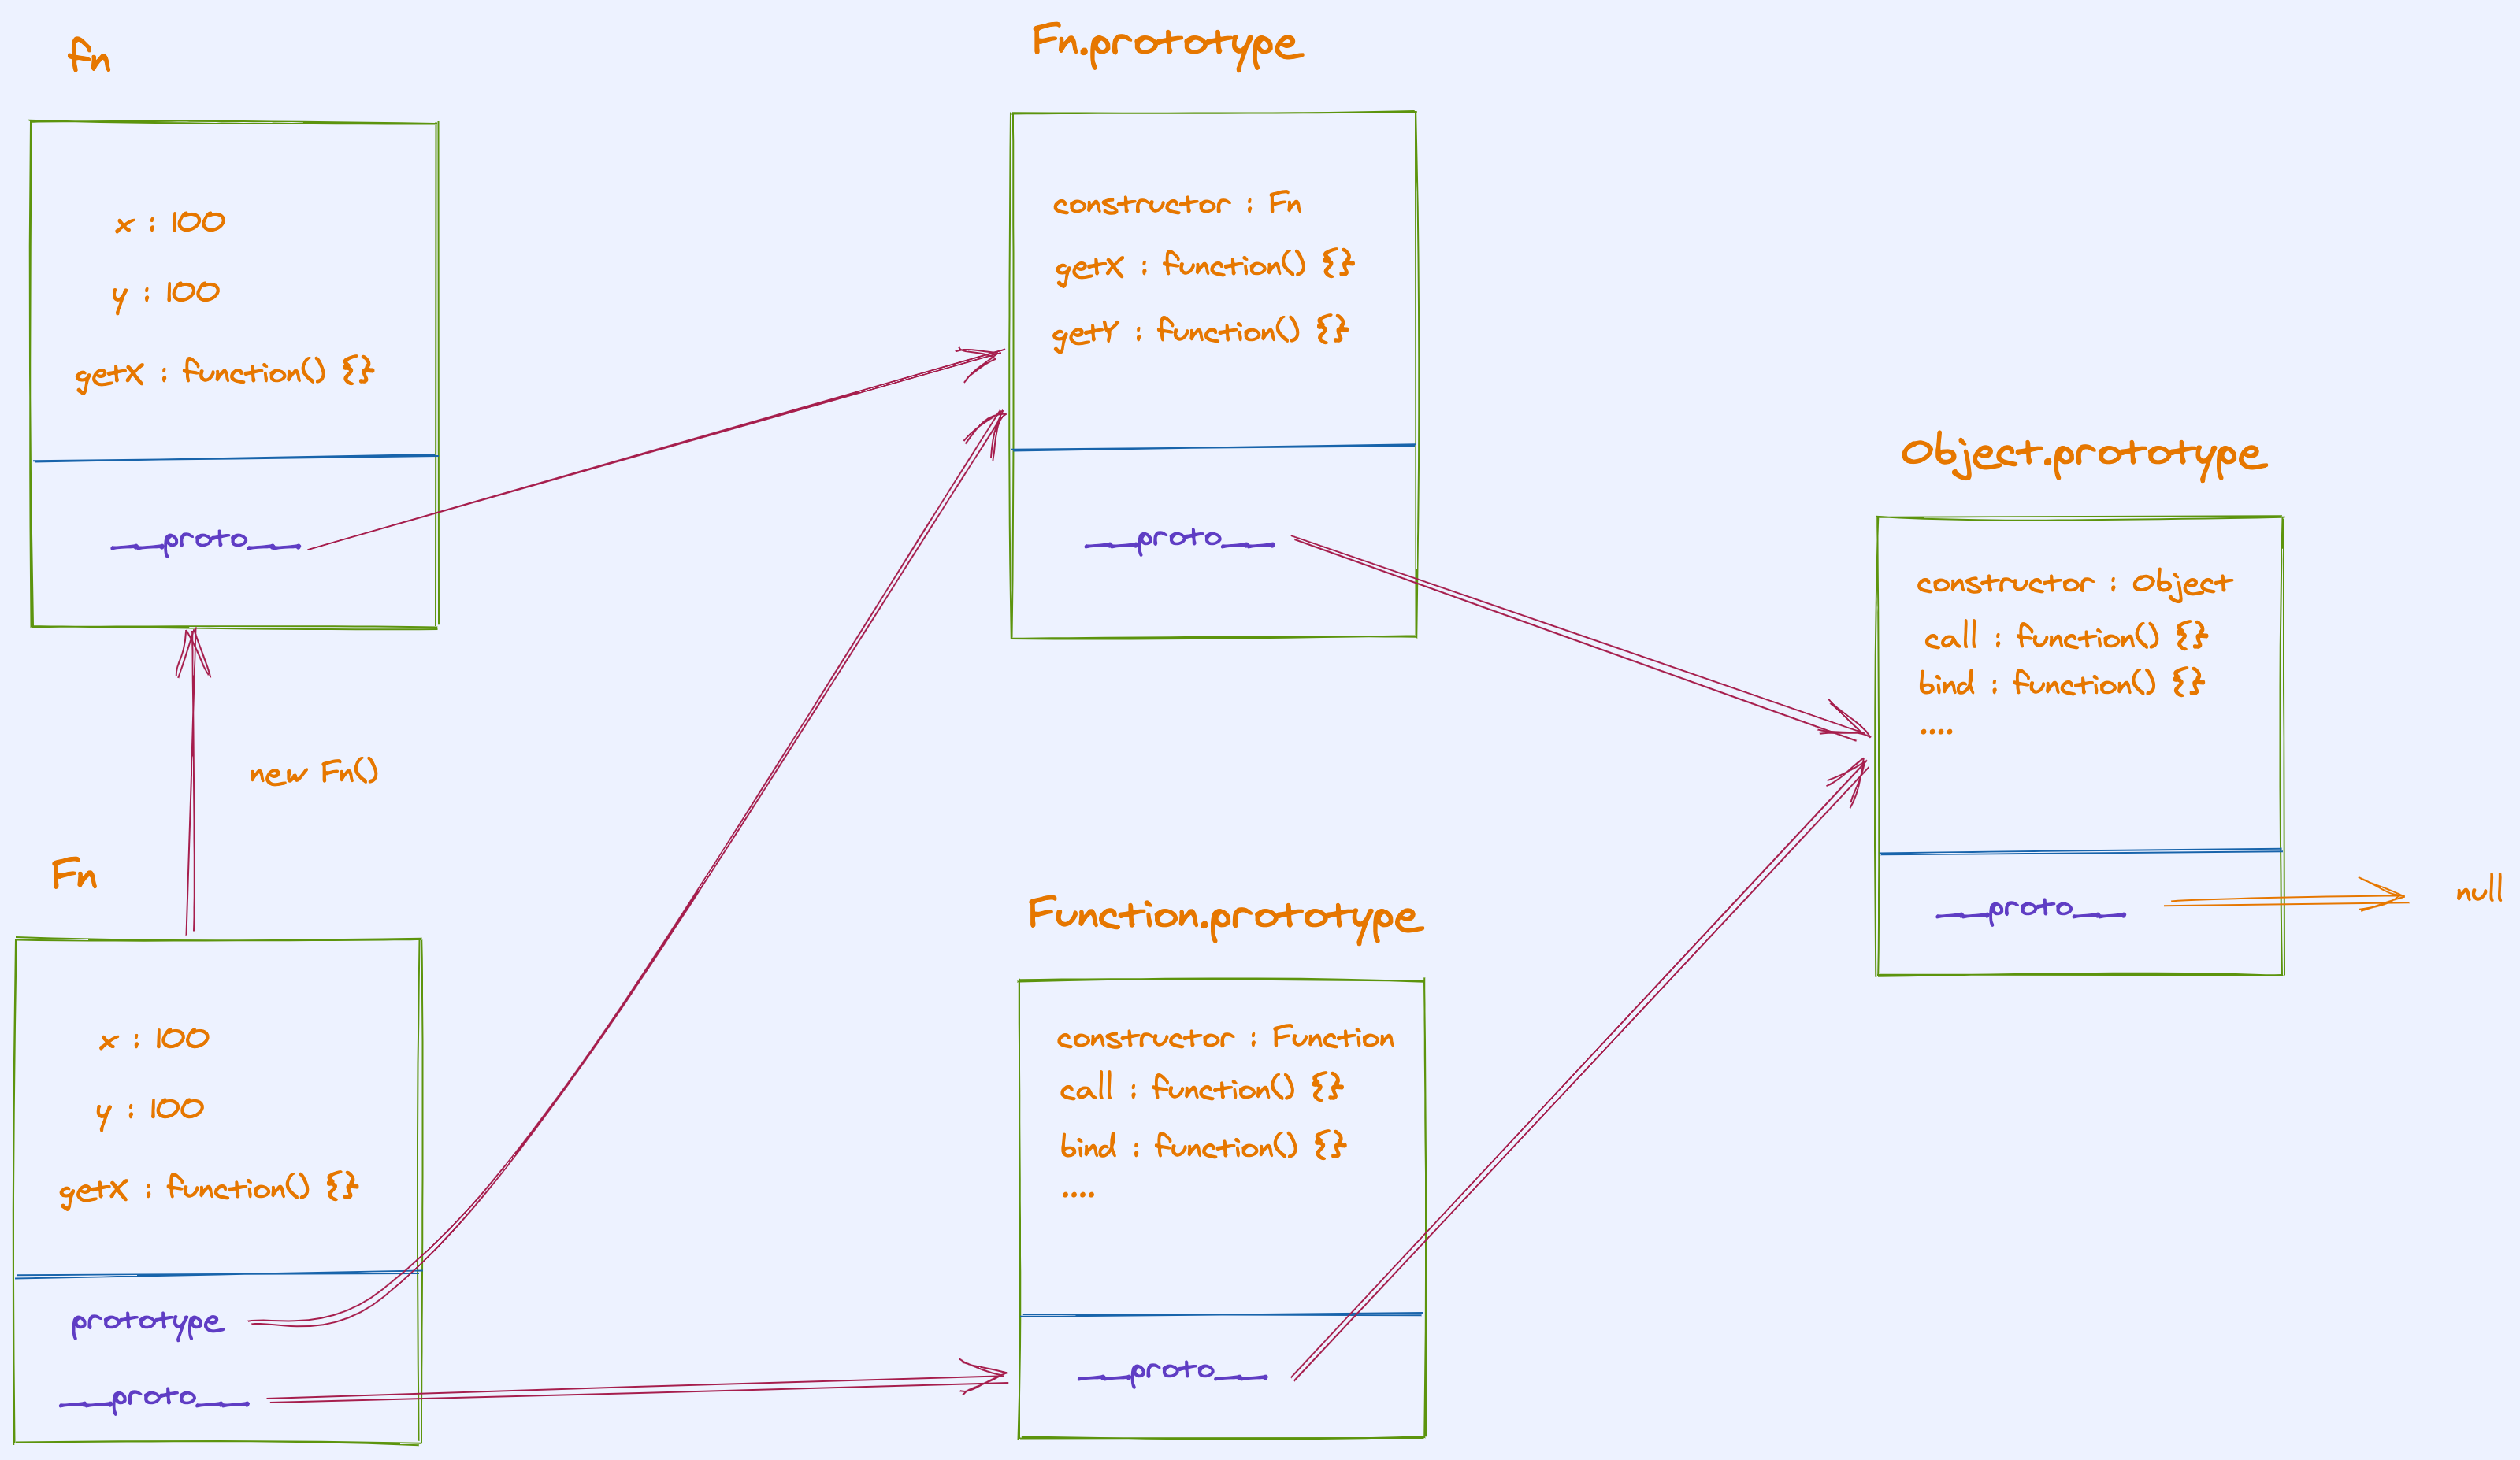 fn
x : 100
y : 100
getX : function() {}
__proto__
new Fn()
Fn
x : 100
y : 100
getX : function() {}
prototype
__proto__
Fn.prototype
constructor : Fn
getX : function() {}
getY : function() {}
__proto__
Function.prototype
constructor : Function
call : function() {}
bind : function() {}
....
__proto__
Object.prototype
constructor : Object
call : function() {}
bind : function() {}
....
__proto__
null